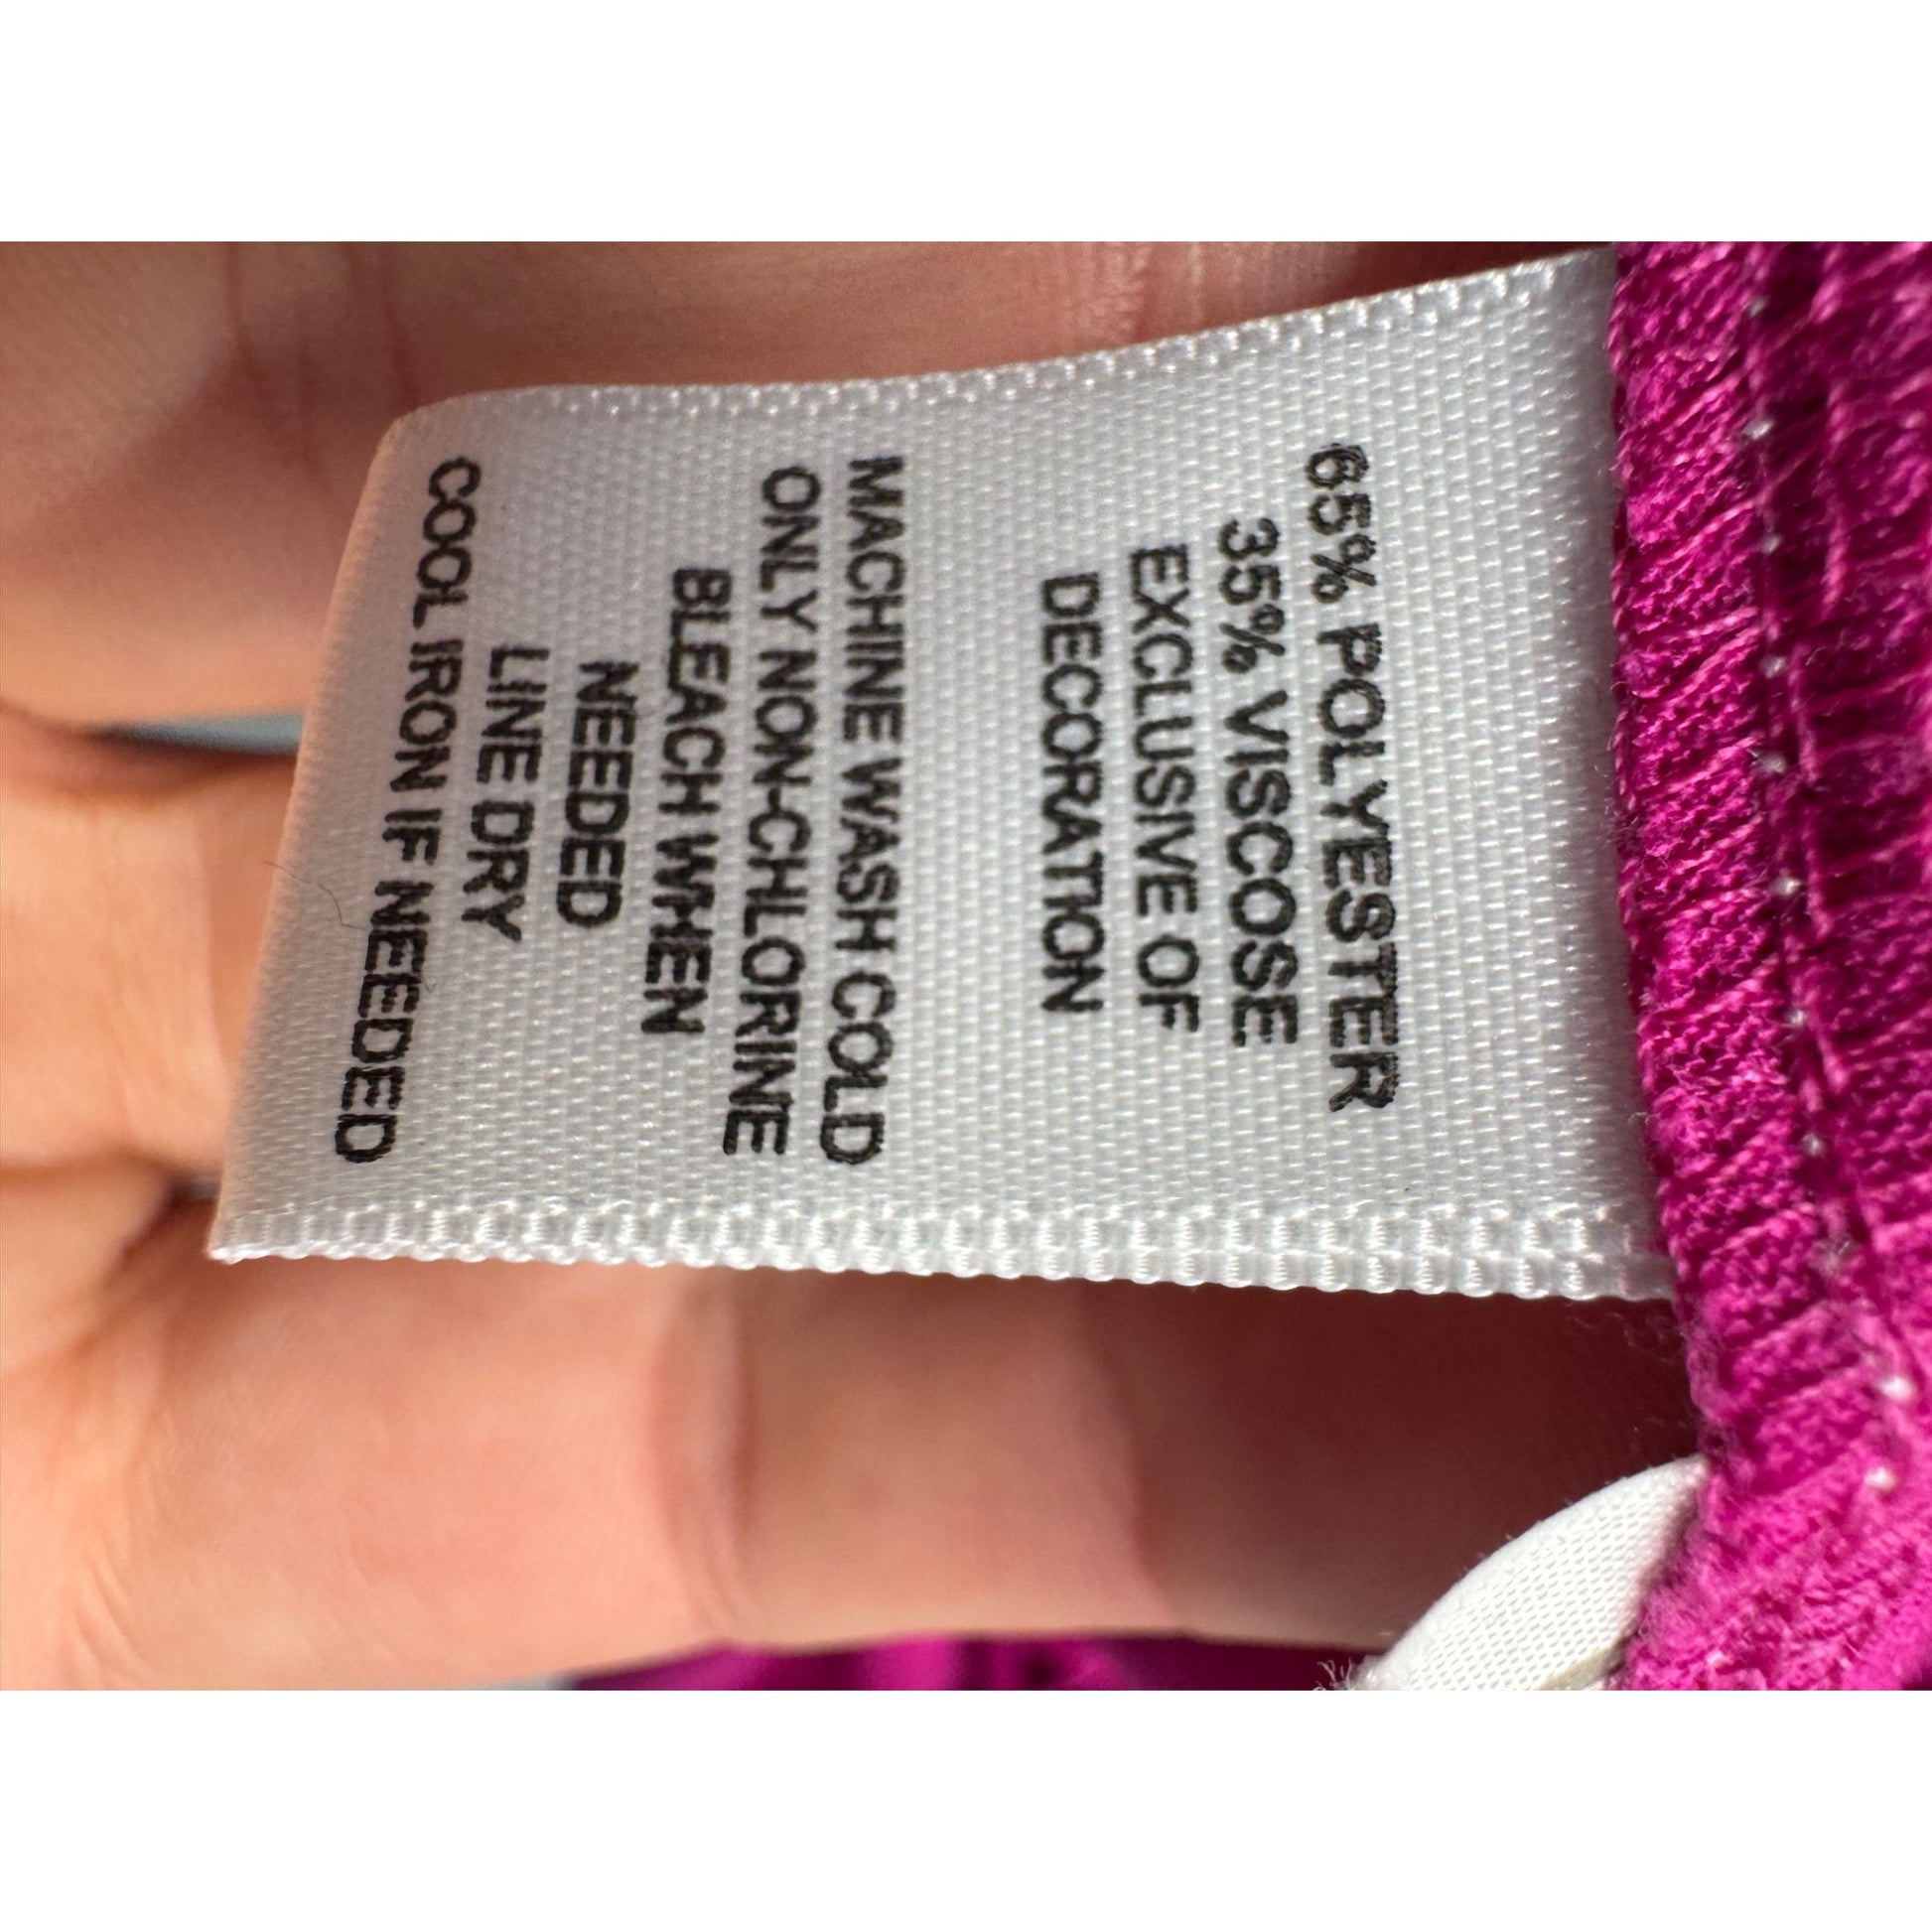 65% POLYESTER
35% VISCOSE
EXCLUSIVE OF
DECORATION
MACHINE WASH COLD
ONLY NON-CHLORINE
BLEACH WHEN
NEEDED
LINE DRY
COOL IRON IF NEEDED